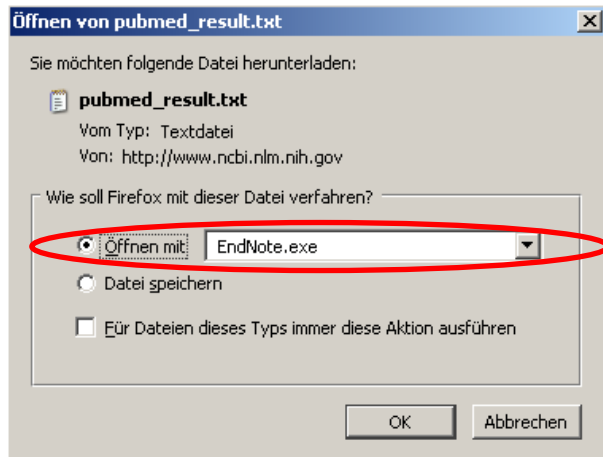 Öffnen von pubmed_result.txt
Sie möchten folgende Datei herunterladen:
pubmed_result.txt
Vom Typ: Textdatei
Von: http://www.ncbi.nlm.nih.gov
Wie soll Firefox mit dieser Datei verfahren?
Öffnen mit EndNote.exe
Datei speichern
Für Dateien dieses Typs immer diese Aktion ausführen
OK Abbrechen